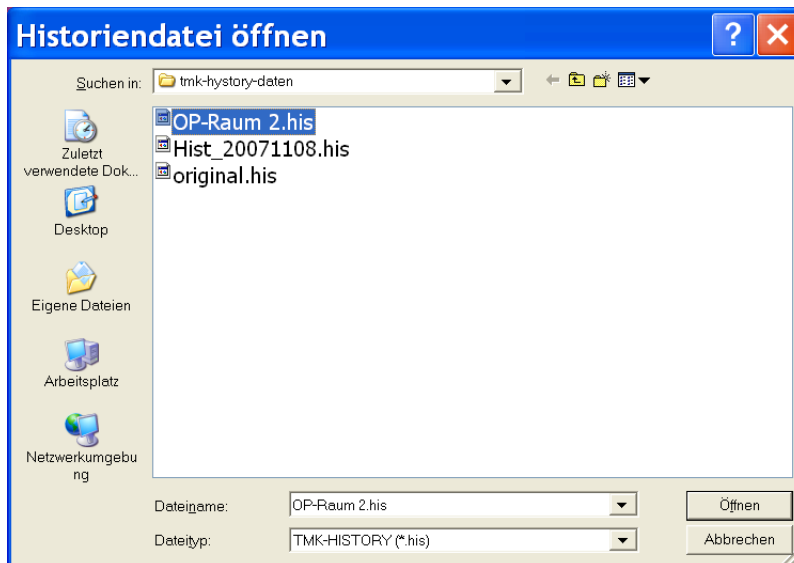 Historiendatei öffnen
Suchen in:
tmk-hystory-daten
Zuletzt
verwendete Dok...
Desktop
Eigene Dateien
Arbeitsplatz
Netzwerkumgebu
ng
OP-Raum 2.his
Hist_20071108.his
original.his
Dateiname:
OP-Raum 2.his
Öffnen
Dateityp:
TMK-HISTORY (*.his)
Abbrechen